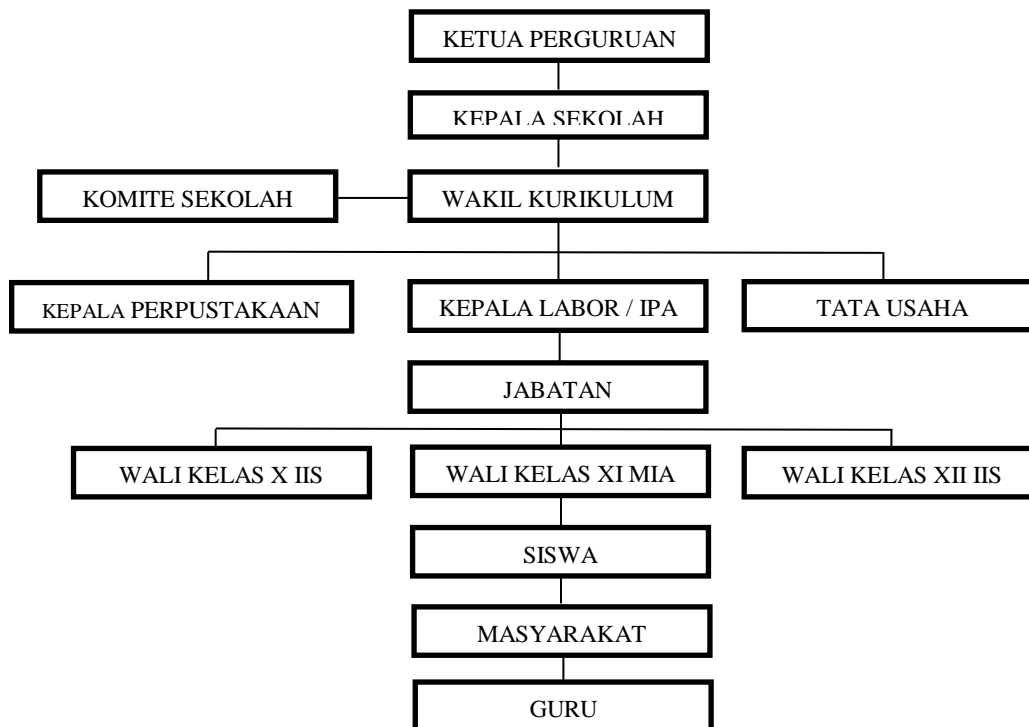 KETUA PERGURUAN
KEPALA SEKOLAH
KOMITE SEKOLAH
WAKIL KURIKULUM
KEPALA PERPUSTAKAAN
KEPALA LABOR / IPA
TATA USAHA
JABATAN
WALI KELAS X IIS
WALI KELAS XI MIA
WALI KELAS XII IIS
SISWA
MASYARAKAT
GURU